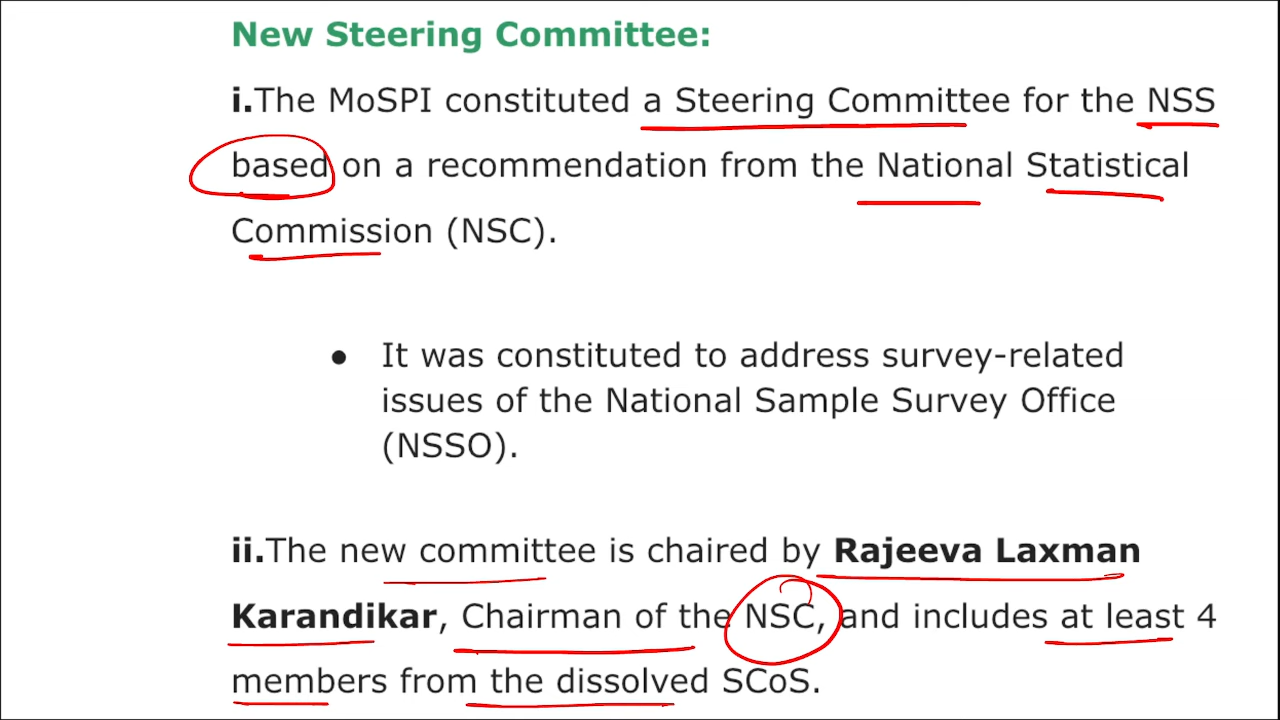 New Steering Committee:
i.The MoSPI constituted a Steering Committee for the NSS
based on a recommendation from the National Statistical
Commission (NSC).
● It was constituted to address survey-related
issues of the National Sample Survey Office
(NSSO).
ii.The new committee is chaired by Rajeeva Laxman
Karandikar, Chairman of the NSC, and includes at least 4
members from the dissolved SCoS.